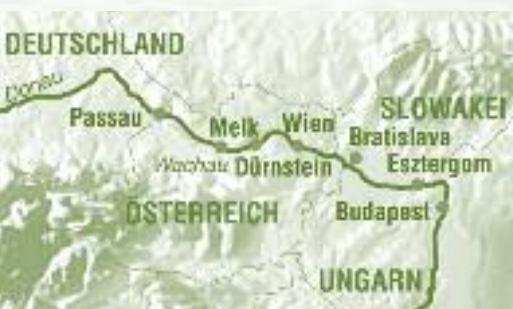 DEUTSCHLAND
Donau
Passau
Melk
Wien
SLOWAKEI
Bratislava
Wachau
Dürnstein
Esztergom
ÖSTERREICH
Budapest
UNGARN